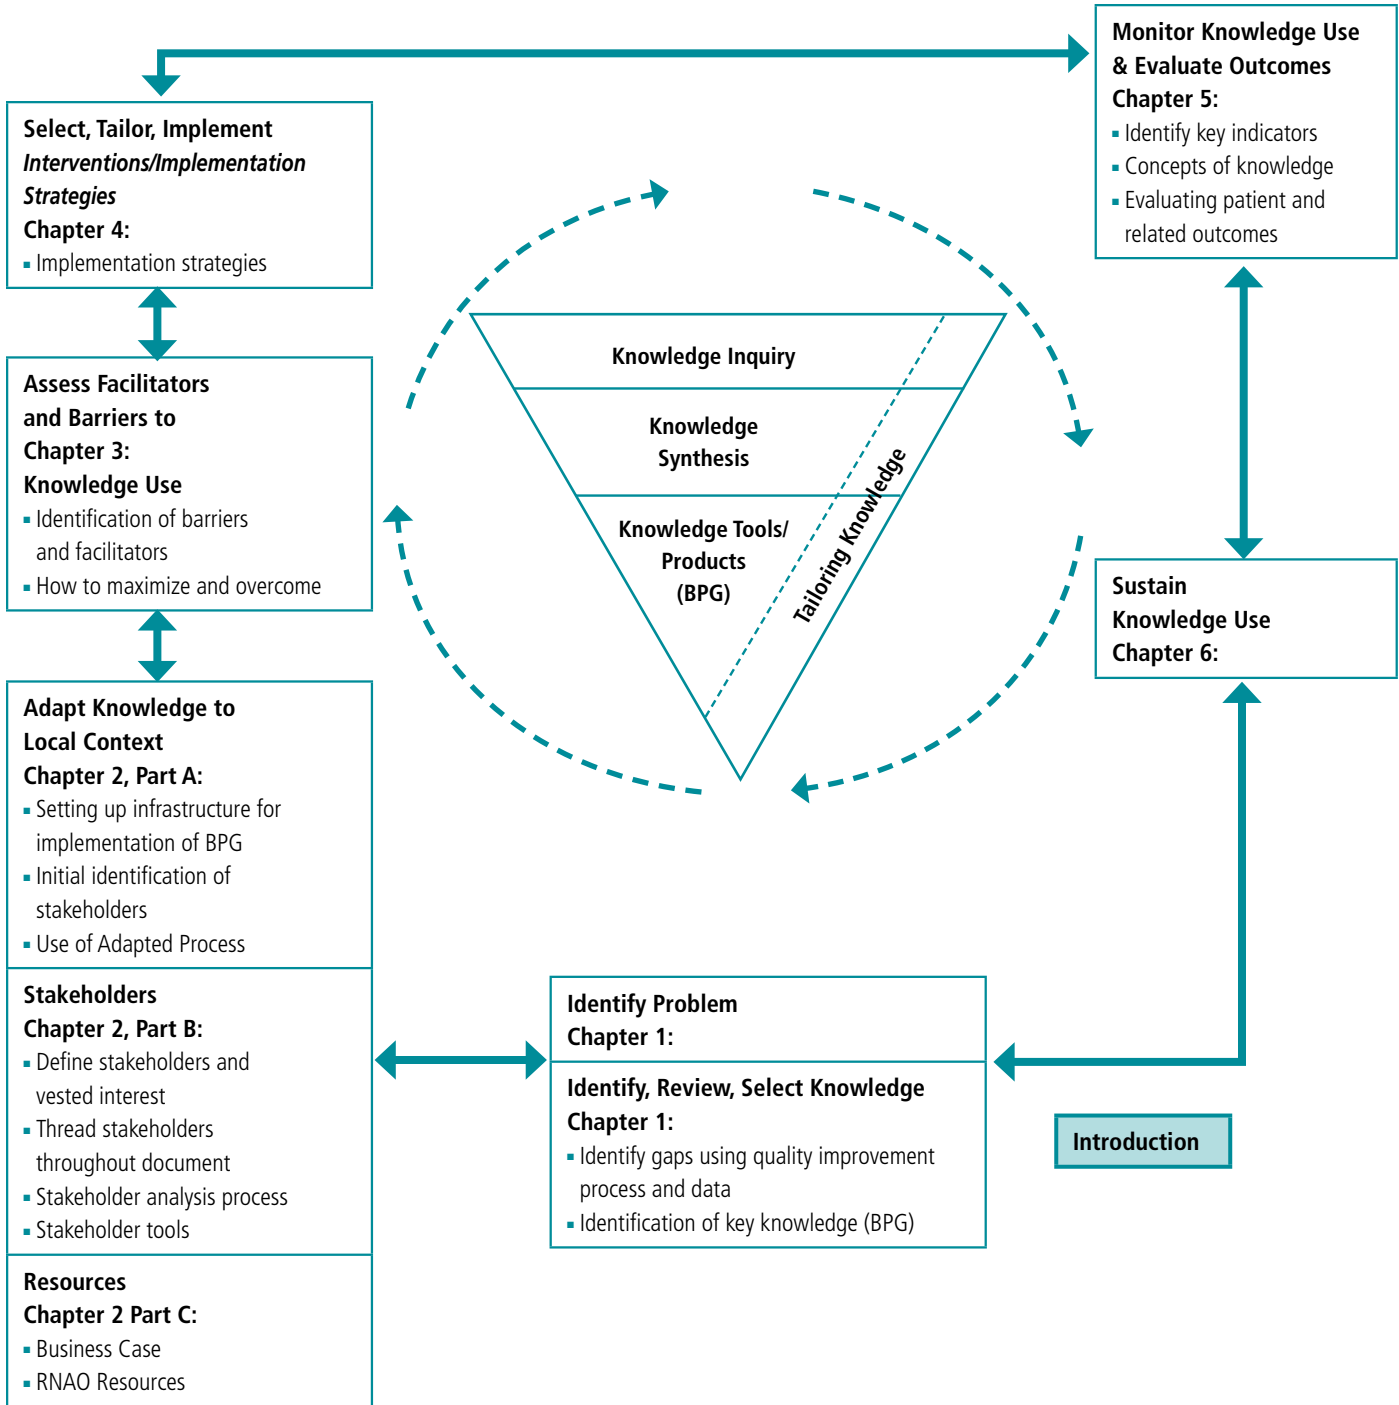 Monitor Knowledge Use
& Evaluate Outcomes
Chapter 5:
▪ Identify key indicators
▪ Concepts of knowledge
▪ Evaluating patient and
related outcomes
Select, Tailor, Implement
Interventions/Implementation
Strategies
Chapter 4:
▪ Implementation strategies
Assess Facilitators
and Barriers to
Chapter 3:
Knowledge Use
▪ Identification of barriers
and facilitators
▪ How to maximize and overcome
Knowledge Inquiry
Knowledge
Synthesis
Knowledge Tools/
Products
(BPG)
Tailoring Knowledge
Sustain
Knowledge Use
Chapter 6:
Adapt Knowledge to
Local Context
Chapter 2, Part A:
▪ Setting up infrastructure for
implementation of BPG
▪ Initial identification of
stakeholders
▪ Use of Adapted Process
Stakeholders
Chapter 2, Part B:
▪ Define stakeholders and
vested interest
▪ Thread stakeholders
throughout document
▪ Stakeholder analysis process
▪ Stakeholder tools
Resources
Chapter 2 Part C:
▪ Business Case
▪ RNAO Resources
Identify Problem
Chapter 1:
Identify, Review, Select Knowledge
Chapter 1:
▪ Identify gaps using quality improvement
process and data
▪ Identification of key knowledge (BPG)
Introduction